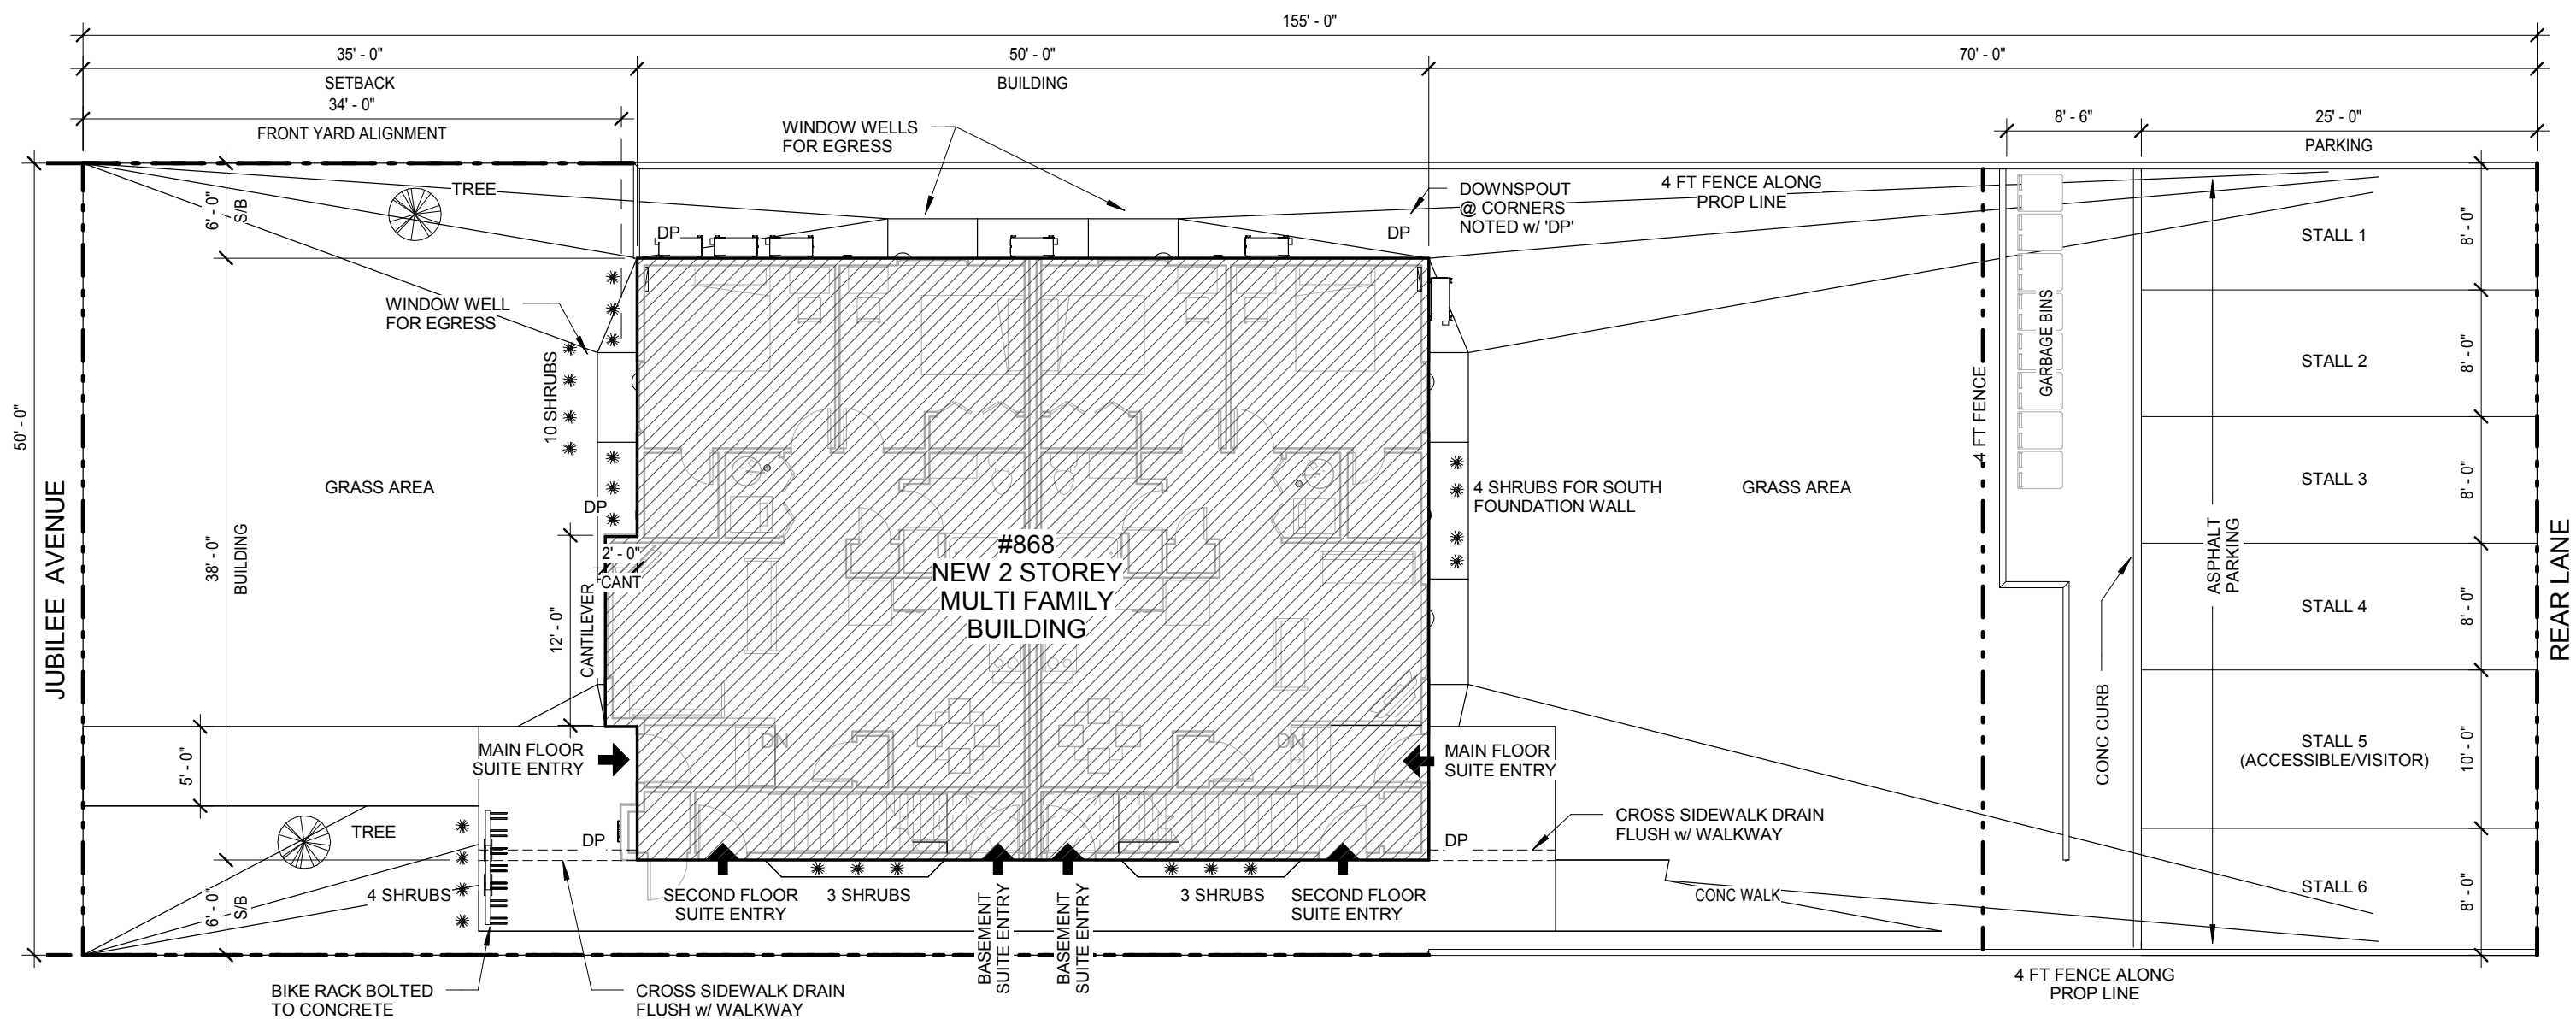 155' - 0"
35' - 0"
50' - 0"
70' - 0"
SETBACK
BUILDING
34' - 0"
FRONT YARD ALIGNMENT
8' - 6"
25' - 0"
PARKING
WINDOW WELLS
FOR EGRESS
TREE
6' - 0"
S/B
DP
DP
DOWNSPOUT
@ CORNERS
NOTED w/ 'DP'
4 FT FENCE ALONG
PROP LINE
STALL 1
8' - 0"
WINDOW WELL
FOR EGRESS
10 SHRUBS
GARBAGE BINS
STALL 2
8' - 0"
50' - 0"
4 FT FENCE
JUBILEE AVENUE
GRASS AREA
DP
4 SHRUBS FOR SOUTH
FOUNDATION WALL
GRASS AREA
STALL 3
8' - 0"
38' - 0"
BUILDING
2' - 0"
CANT
12' - 0"
CANTILEVER
#868
NEW 2 STOREY
MULTI FAMILY
BUILDING
ASPHALT
PARKING
REAR LANE
STALL 4
8' - 0"
CONC CURB
5' - 0"
MAIN FLOOR
SUITE ENTRY
DN
DN
MAIN FLOOR
SUITE ENTRY
STALL 5
(ACCESSIBLE/VISITOR)
10' - 0"
TREE
DP
DP
CROSS SIDEWALK DRAIN
FLUSH w/ WALKWAY
6' - 0"
S/B
4 SHRUBS
SECOND FLOOR
SUITE ENTRY
3 SHRUBS
BASEMENT
SUITE ENTRY
BASEMENT
SUITE ENTRY
3 SHRUBS
SECOND FLOOR
SUITE ENTRY
CONC WALK
STALL 6
8' - 0"
BIKE RACK BOLTED
TO CONCRETE
CROSS SIDEWALK DRAIN
FLUSH w/ WALKWAY
4 FT FENCE ALONG
PROP LINE